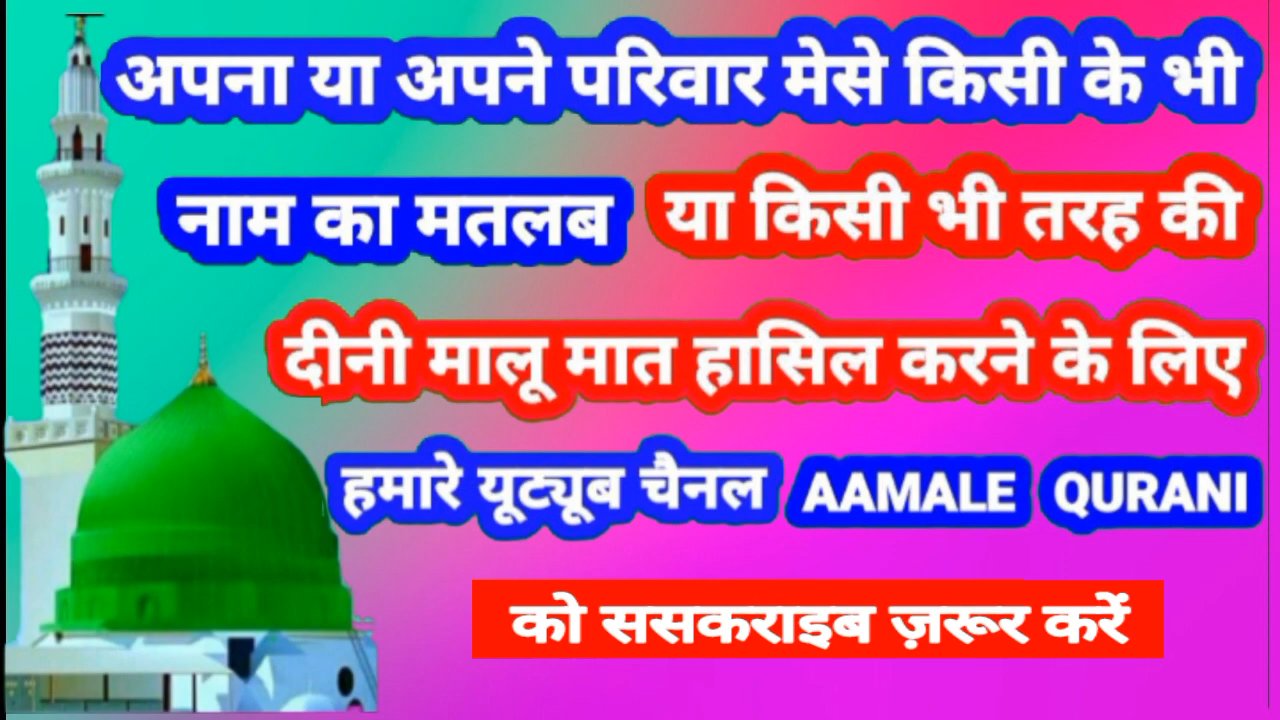 अपना या अपने परिवार मेसे किसी के भी
नाम का मतलब या किसी भी तरह की
दीनी मालू मात हासिल करने के लिए
हमारे यूट्यूब चैनल AAMALE QURANI
को ससकराइब ज़रूर करें